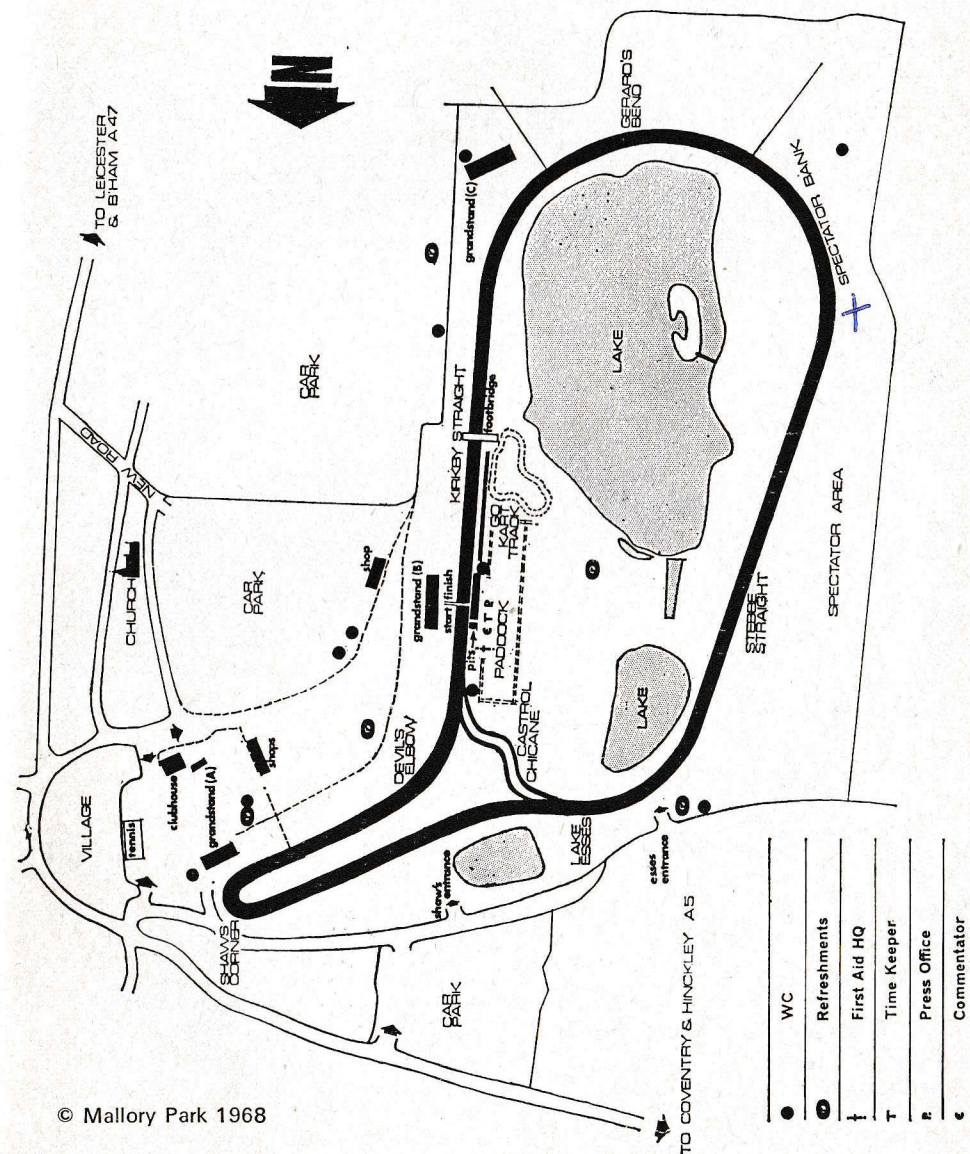 N
TO LEICESTER
& B'HAM A47
NEW ROAD
CHURCH
VILLAGE
tennis
clubhouse
grandstand (A)
shops
CAR
PARK
CAR
PARK
shop
grandstand (B)
start/finish
KIRKBY STRAIGHT
footbridge
grandstand (C)
GERARD'S
BEND
SPECTATOR BANK
LAKE
GO
KART
TRACK
pits
† c T P.
PADDOCK
CASTROL
CHICANE
DEVIL'S
ELBOW
SHAW'S
CORNER
shaw's
entrance
LAKE
ESSES
esses
entrance
LAKE
STEBBE
STRAIGHT
SPECTATOR AREA
CAR
PARK
TO COVENTRY & HINCKLEY A5
WC
Refreshments
† First Aid HQ
T Time Keeper
P. Press Office
c Commentator
© Mallory Park 1968